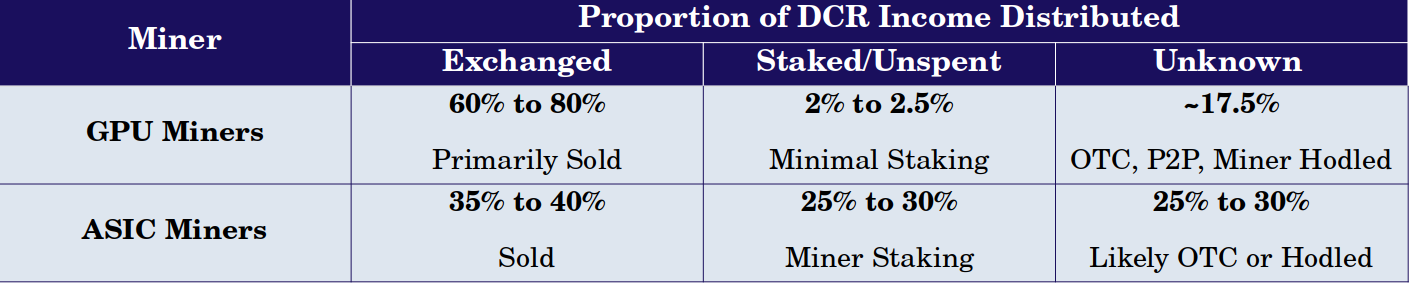 Miner
Proportion of DCR Income Distributed
Exchanged Staked/Unspent Unknown
GPU Miners
60% to 80% 2% to 2.5% ~17.5%
Primarily Sold Minimal Staking OTC, P2P, Miner Hodled
ASIC Miners
35% to 40% 25% to 30% 25% to 30%
Sold Miner Staking Likely OTC or Hodled